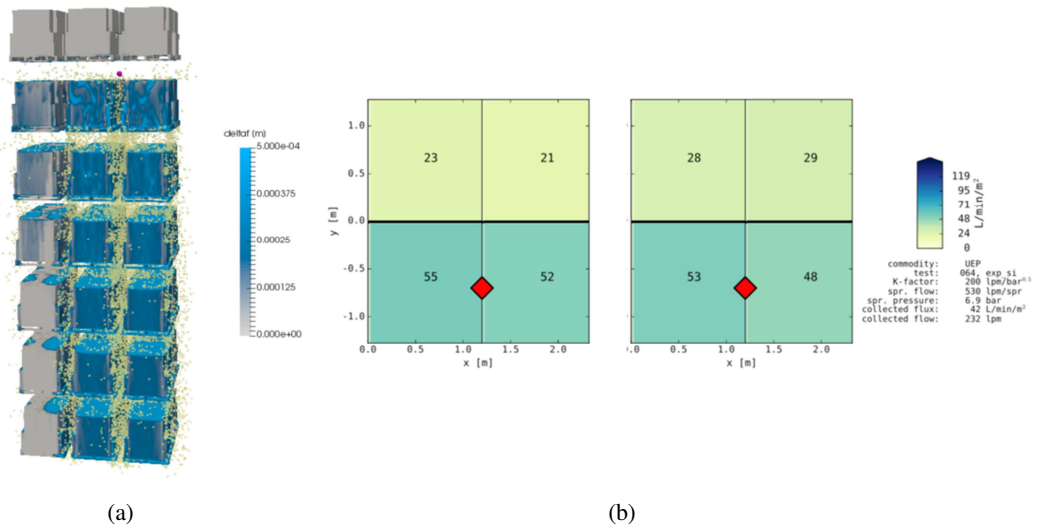 deltaf (m)
5.000e-04
0.000375
0.00025
0.000125
0.000e+00
1.0
0.5
0.0
-0.5
-1.0
y [m]
23
21
55
52
0.0
0.5
1.0
1.5
2.0
x [m]
28
29
53
48
0.5
1.0
1.5
2.0
x [m]
119
95
71
48
24
0
L/min/m²
commodity: UEP
test: 064, exp si
K-factor: 200 lpm/bar⁰·⁵
spr. flow: 530 lpm/spr
spr. pressure: 6.9 bar
collected flux: 42 L/min/m²
collected flow: 232 lpm
(a)
(b)